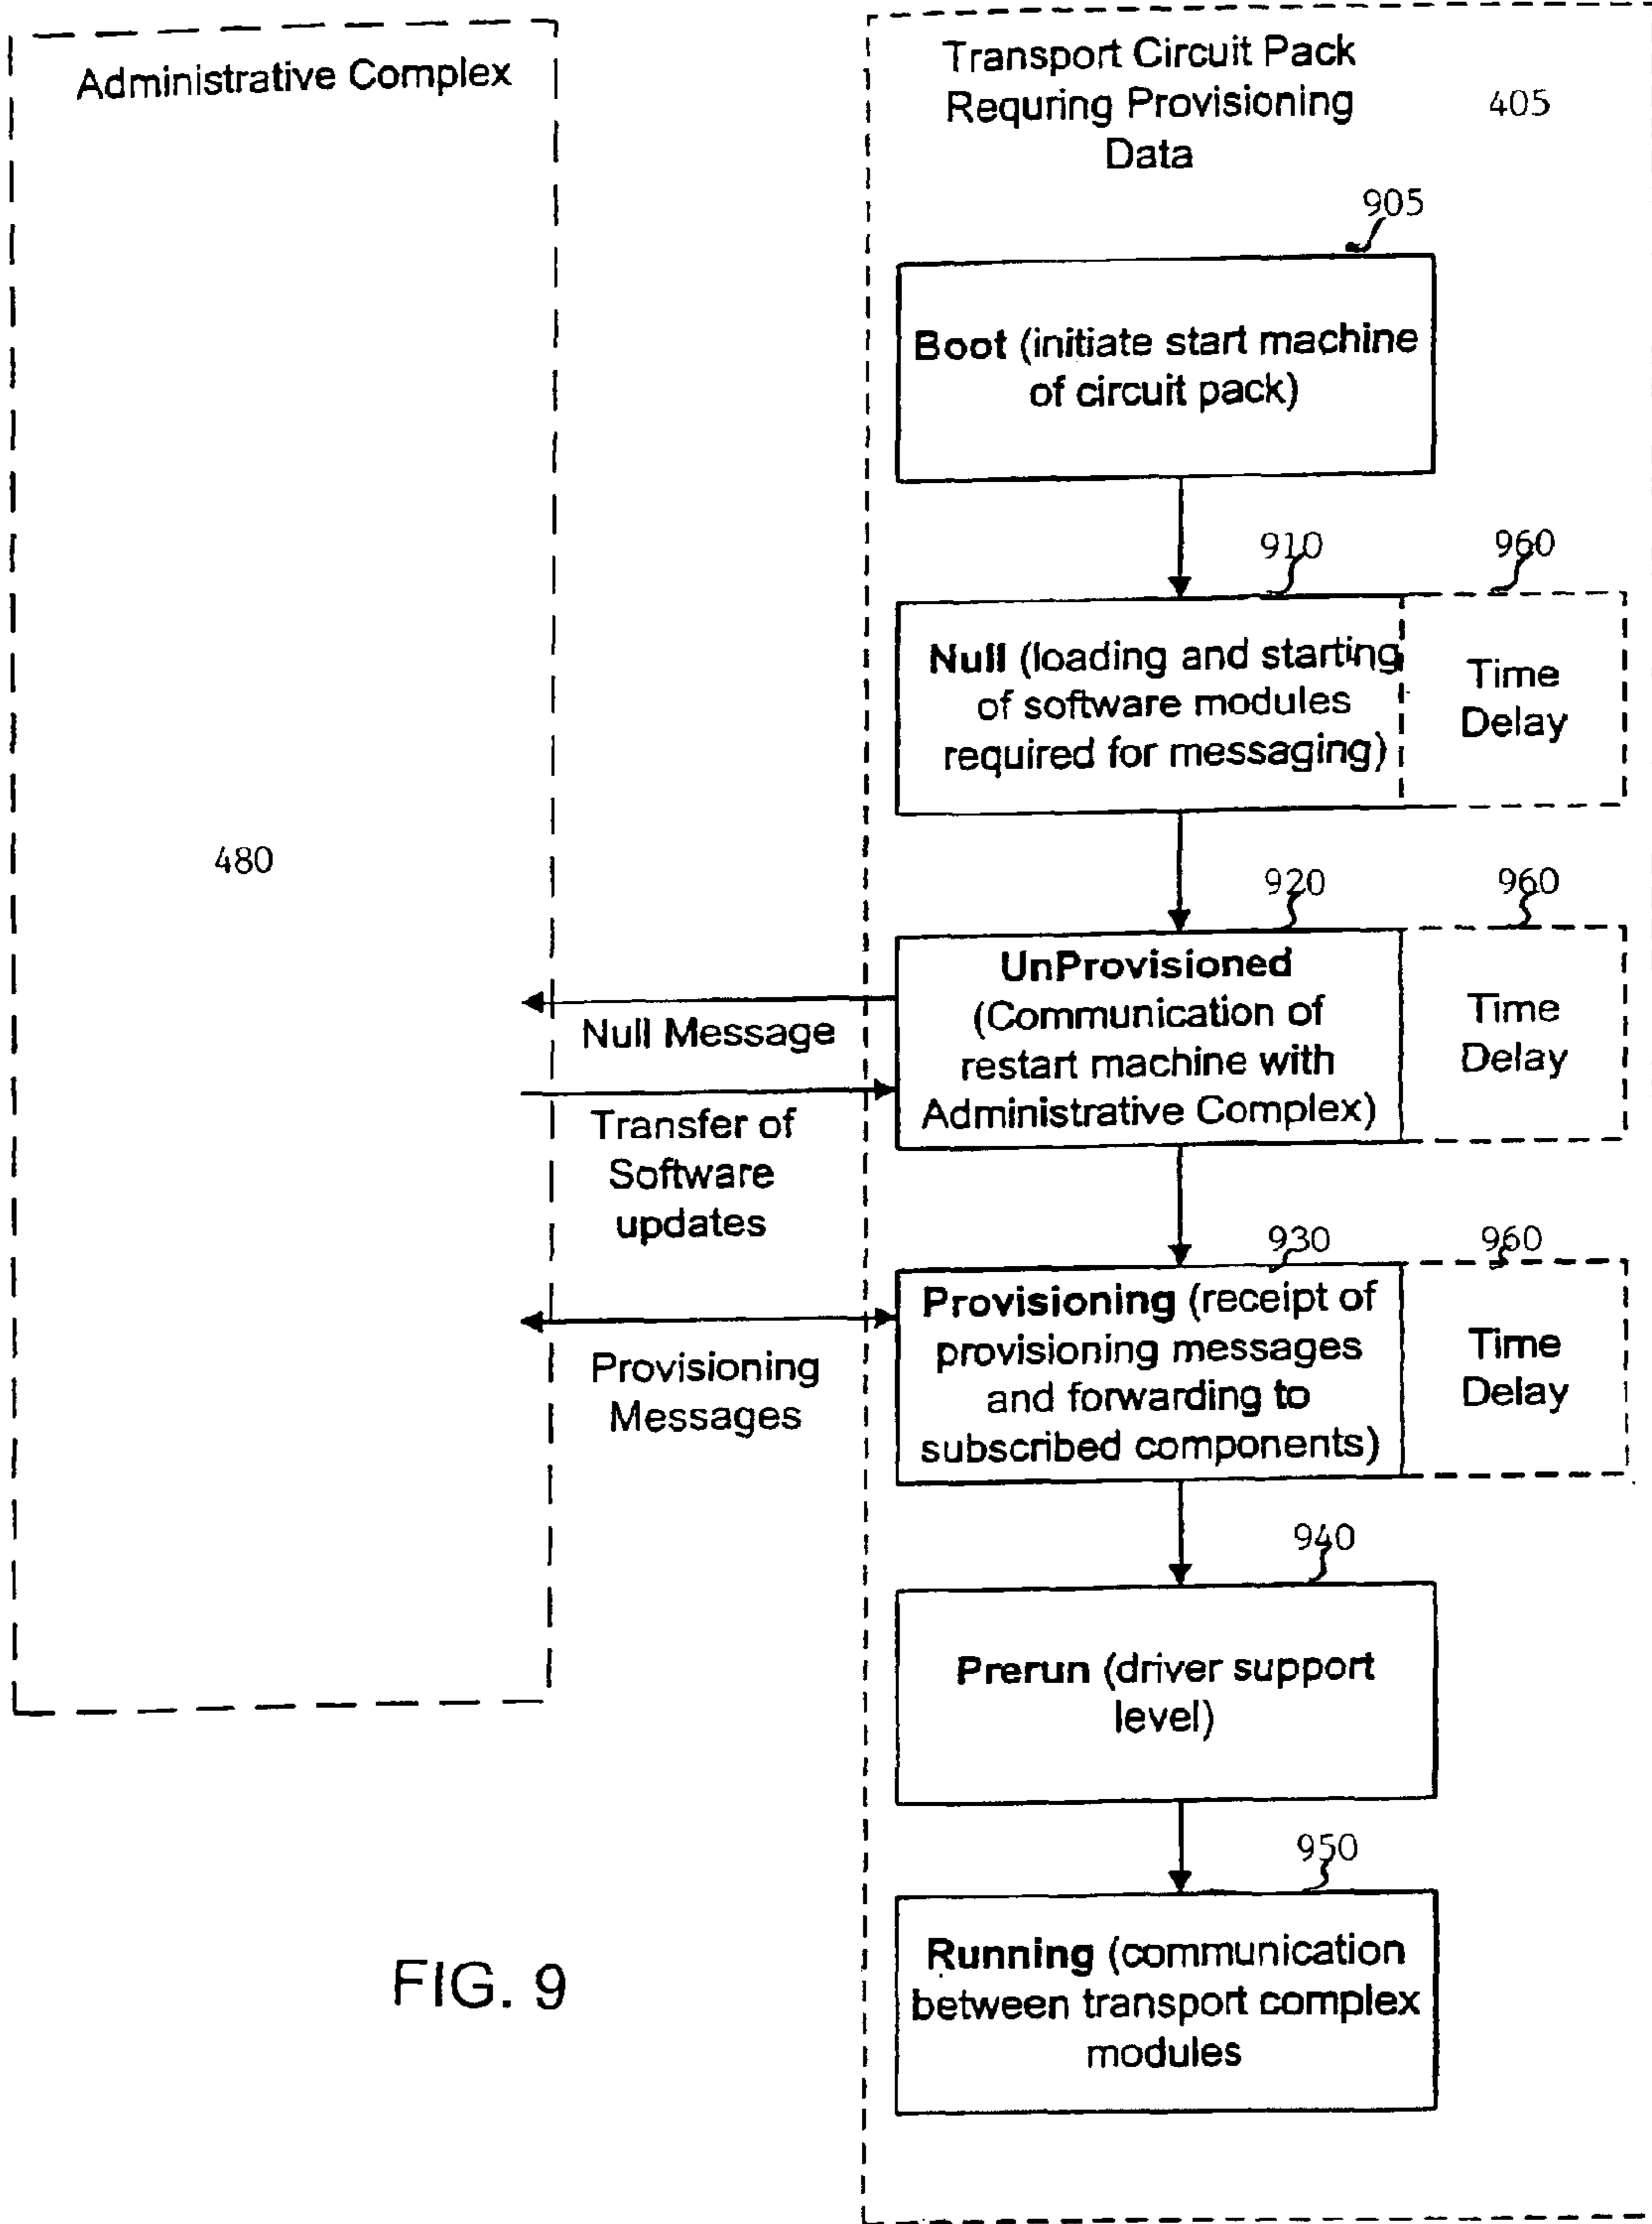 Administrative Complex
480
Transport Circuit Pack
Requring Provisioning
Data
405
905
Boot (initiate start machine
of circuit pack)
910
960
Null (loading and starting
of software modules
required for messaging)
Time
Delay
920
960
UnProvisioned
(Communication of
restart machine with
Administrative Complex)
Time
Delay
Null Message
Transfer of
Software
updates
930
960
Provisioning (receipt of
provisioning messages
and forwarding to
subscribed components)
Time
Delay
Provisioning
Messages
940
Prerun (driver support
level)
950
Running (communication
between transport complex
modules
FIG. 9